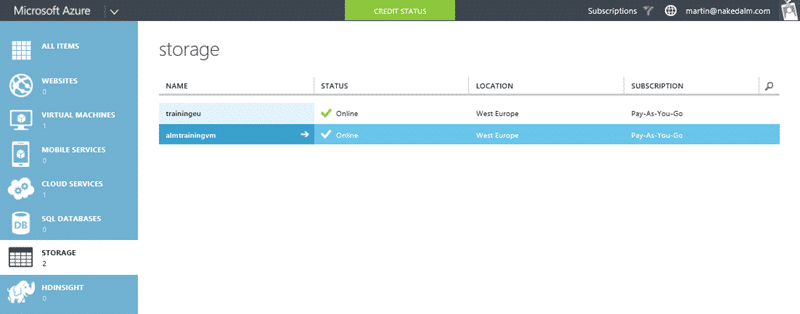 Microsoft Azure
CREDIT STATUS
Subscriptions
martin@nakedalm.com
ALL ITEMS
WEBSITES
0
VIRTUAL MACHINES
1
MOBILE SERVICES
0
CLOUD SERVICES
1
DB
SQL DATABASES
0
STORAGE
2
HDINSIGHT
0
storage
NAME STATUS LOCATION SUBSCRIPTION
trainingeu Online West Europe Pay-As-You-Go
almtrainingvm Online West Europe Pay-As-You-Go